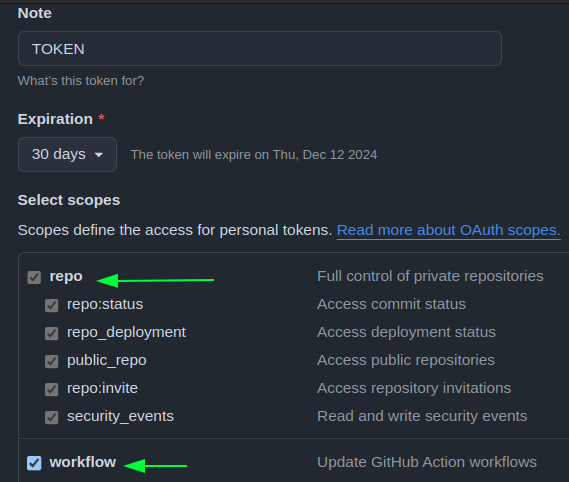 Note
TOKEN
What's this token for?
Expiration *
30 days The token will expire on Thu, Dec 12 2024
Select scopes
Scopes define the access for personal tokens. Read more about OAuth scopes.
repo Full control of private repositories
repo:status Access commit status
repo_deployment Access deployment status
public_repo Access public repositories
repo:invite Access repository invitations
security_events Read and write security events
workflow Update GitHub Action workflows